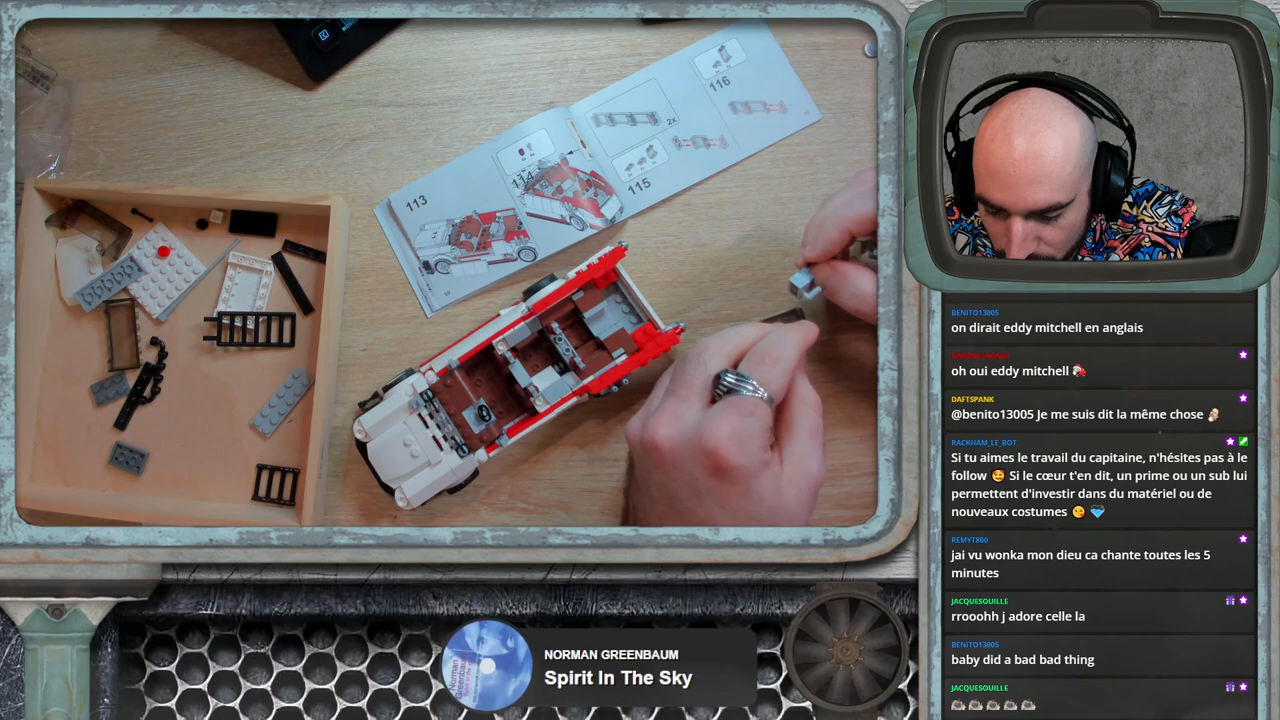 113
114
2x
115
116
BENITO13005
on dirait eddy mitchell en anglais
oh oui eddy mitchell
DAFTSPANK
@benito13005 Je me suis dit la même chose
RACKHAM_LE_BOT
Si tu aimes le travail du capitaine, n'hésites pas à le
follow 🥰 Si le cœur t'en dit, un prime ou un sub lui
permettent d'investir dans du matériel ou de
nouveaux costumes 😘 💙
REMYT800
jai vu wonka mon dieu ca chante toutes les 5
minutes
JACQUESOUILLE
rrooohh j adore celle la
BENITO13005
baby did a bad bad thing
JACQUESOUILLE
NORMAN GREENBAUM
Spirit In The Sky